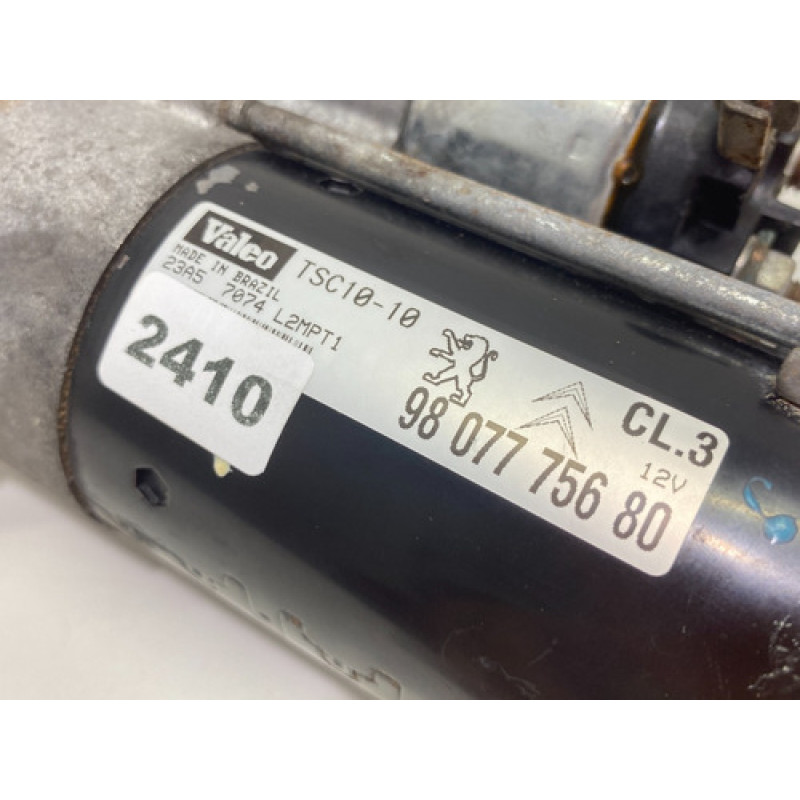 Valeo
TSC10-10
MADE IN BRAZIL
23A5 7074 L2MPT1
2410
CL.3
98 077 756 80
12V